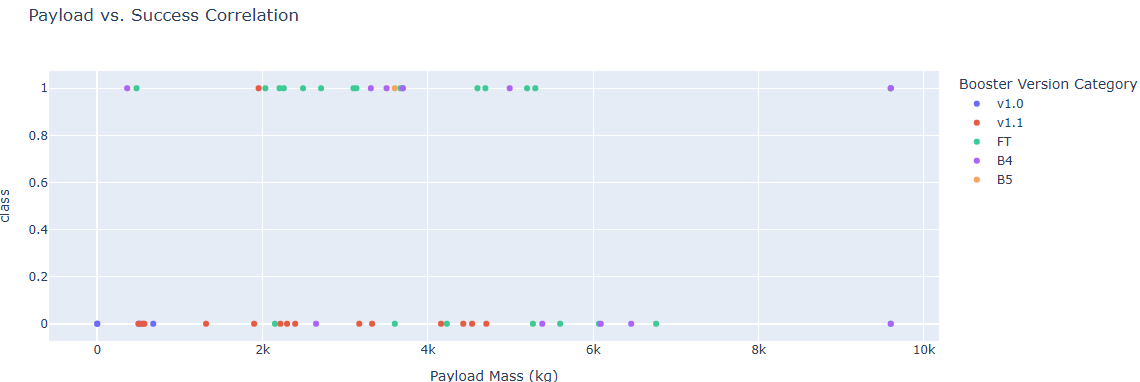 Payload vs. Success Correlation
Booster Version Category
v1.0
v1.1
FT
B4
B5
class
1
0.8
0.6
0.4
0.2
0
0 2k 4k 6k 8k 10k
Payload Mass (kg)